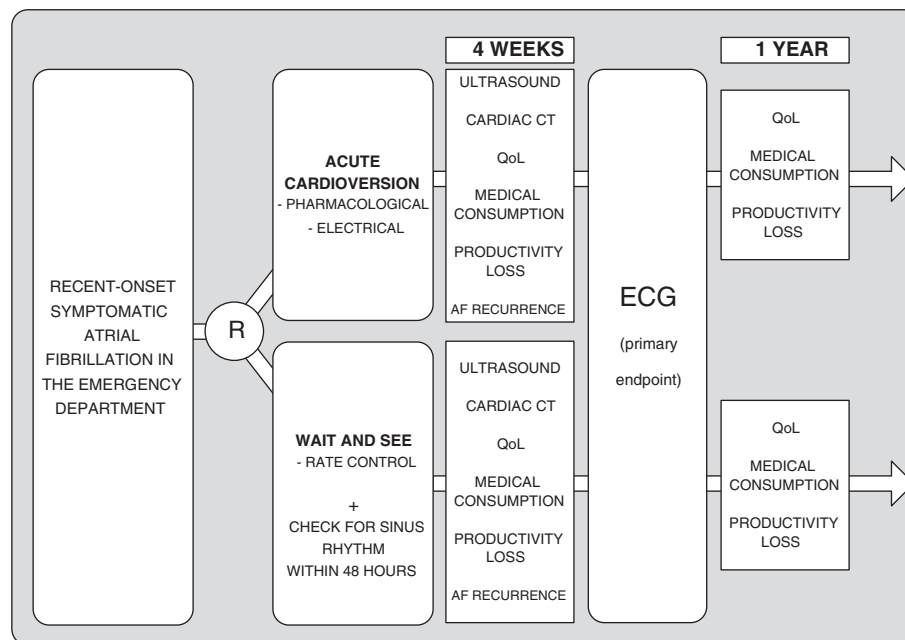 RECENT-ONSET
SYMPTOMATIC
ATRIAL
FIBRILLATION IN
THE EMERGENCY
DEPARTMENT
R
ACUTE
CARDIOVERSION
- PHARMACOLOGICAL
- ELECTRICAL
WAIT AND SEE
- RATE CONTROL
+
CHECK FOR SINUS
RHYTHM
WITHIN 48 HOURS
4 WEEKS
ULTRASOUND
CARDIAC CT
QoL
MEDICAL
CONSUMPTION
PRODUCTIVITY
LOSS
AF RECURRENCE
ULTRASOUND
CARDIAC CT
QoL
MEDICAL
CONSUMPTION
PRODUCTIVITY
LOSS
AF RECURRENCE
ECG
(primary
endpoint)
1 YEAR
QoL
MEDICAL
CONSUMPTION
PRODUCTIVITY
LOSS
QoL
MEDICAL
CONSUMPTION
PRODUCTIVITY
LOSS